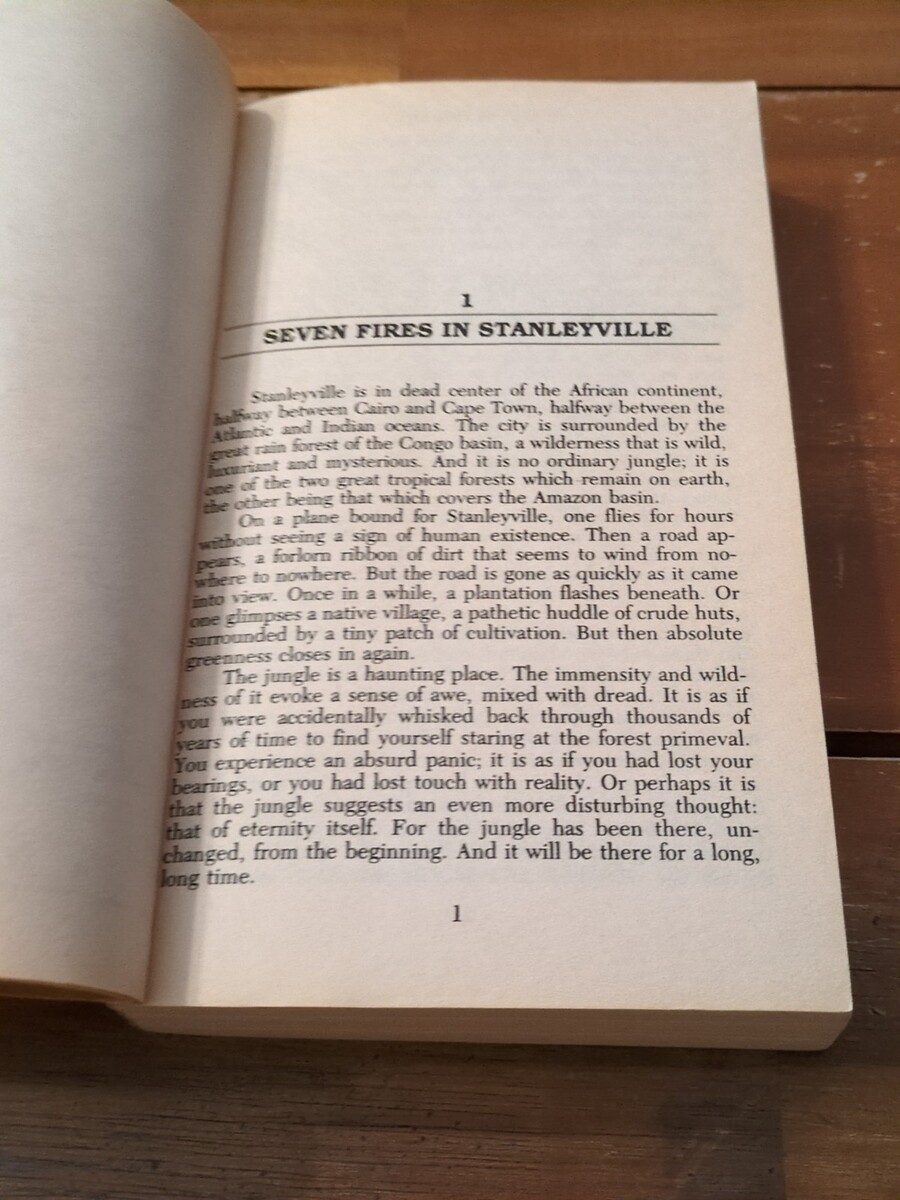 1
SEVEN FIRES IN STANLEYVILLE
Stanleyville is in dead center of the African continent,
halfway between Cairo and Cape Town, halfway between the
Atlantic and Indian oceans. The city is surrounded by the
great rain forest of the Congo basin, a wilderness that is wild,
luxuriant and mysterious. And it is no ordinary jungle; it is
one of the two great tropical forests which remain on earth,
the other being that which covers the Amazon basin.
On a plane bound for Stanleyville, one flies for hours
without seeing a sign of human existence. Then a road ap-
pears, a forlorn ribbon of dirt that seems to wind from no-
where to nowhere. But the road is gone as quickly as it came
into view. Once in a while, a plantation flashes beneath. Or
one glimpses a native village, a pathetic huddle of crude huts,
surrounded by a tiny patch of cultivation. But then absolute
greenness closes in again.
The jungle is a haunting place. The immensity and wild-
ness of it evoke a sense of awe, mixed with dread. It is as if
you were accidentally whisked back through thousands of
years of time to find yourself staring at the forest primeval.
You experience an absurd panic; it is as if you had lost your
bearings, or you had lost touch with reality. Or perhaps it is
that the jungle suggests an even more disturbing thought:
that of eternity itself. For the jungle has been there, un-
changed, from the beginning. And it will be there for a long,
long time.
1